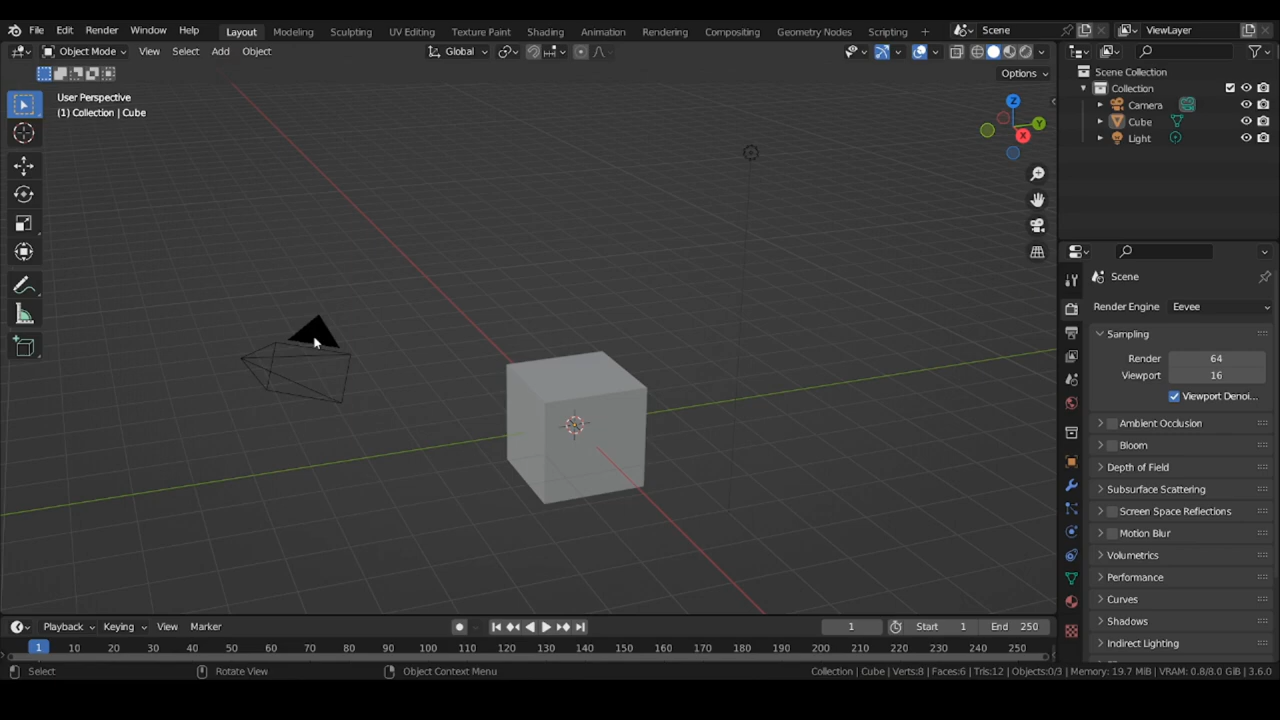 File Edit Render Window Help Layout Modeling Sculpting UV Editing Texture Paint Shading Animation Rendering Compositing Geometry Nodes Scripting + Scene ViewLayer
Object Mode View Select Add Object Global
Options
User Perspective
(1) Collection | Cube
Z
Y
X
Scene Collection
Collection
Camera
Cube
Light
Scene
Render Engine Eevee
Sampling
Render 64
Viewport 16
Viewport Denoi...
Ambient Occlusion
Bloom
Depth of Field
Subsurface Scattering
Screen Space Reflections
Motion Blur
Volumetrics
Performance
Curves
Shadows
Indirect Lighting
Playback Keying View Marker 1 Start 1 End 250
1 10 20 30 40 50 60 70 80 90 100 110 120 130 140 150 160 170 180 190 200 210 220 230 240 250
Select Rotate View Object Context Menu Collection | Cube | Verts:8 | Faces:6 | Tris:12 | Objects:0/3 | Memory: 19.7 MiB | VRAM: 0.8/8.0 GiB | 3.6.0